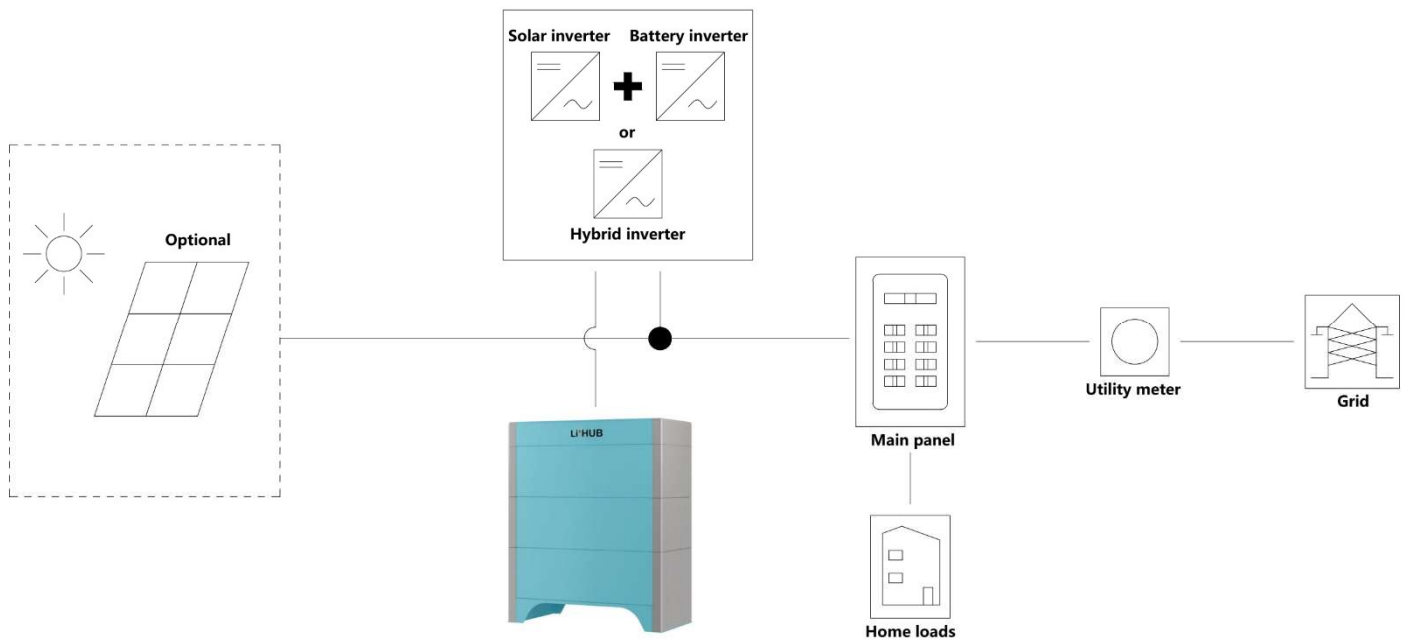 Solar inverter
Battery inverter
or
Hybrid inverter
Optional
Li⁺HUB
Main panel
Utility meter
Grid
Home loads